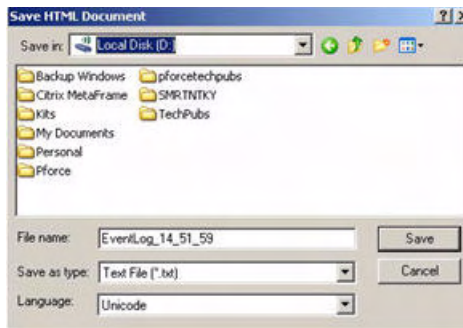 Save HTML Document
Save in: Local Disk (D:)
Backup Windows
Citrix MetaFrame
Kits
My Documents
Personal
Pforce
pforcetechpubs
SMRTNTKY
TechPubs
File name: EventLog_14_51_59 Save
Save as type: Text File (*.txt) Cancel
Language: Unicode